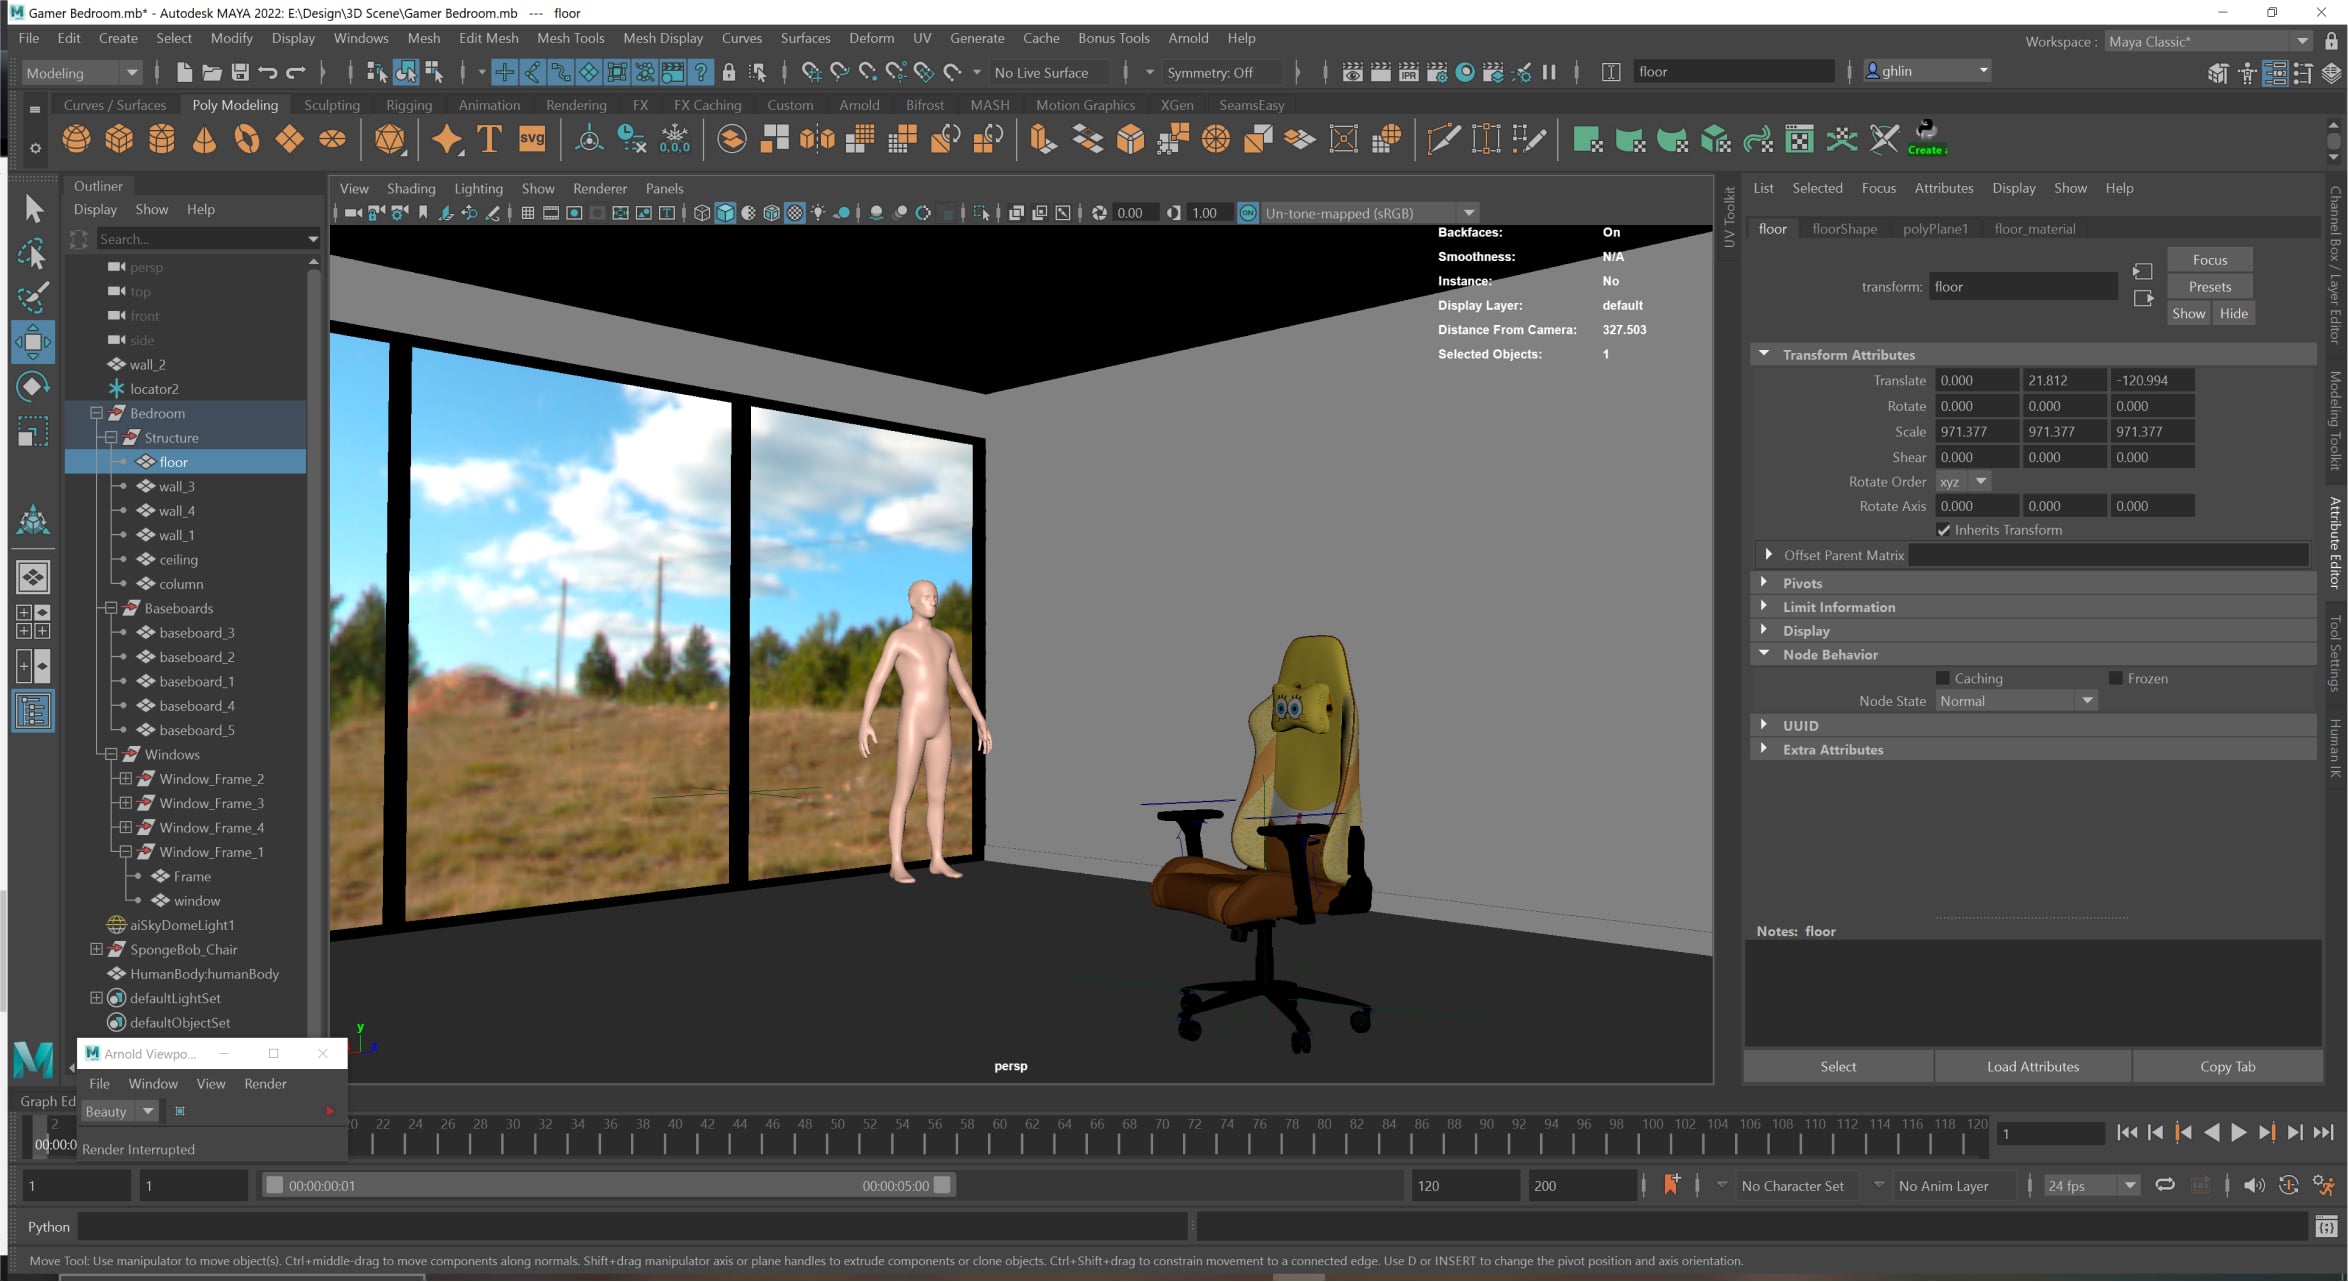 Gamer Bedroom.mb* - Autodesk MAYA 2022: E:\Design\3D Scene\Gamer Bedroom.mb --- floor
File Edit Create Select Modify Display Windows Mesh Edit Mesh Mesh Tools Mesh Display Curves Surfaces Deform UV Generate Cache Bonus Tools Arnold Help
Workspace : Maya Classic*
Modeling No Live Surface Symmetry: Off IPR floor ghlin
Curves / Surfaces Poly Modeling Sculpting Rigging Animation Rendering FX FX Caching Custom Arnold Bifrost MASH Motion Graphics XGen SeamsEasy
T svg 0,0,0 Create
Outliner
Display Show Help
Search...
persp
top
front
side
wall_2
locator2
Bedroom
Structure
floor
wall_3
wall_4
wall_1
ceiling
column
Baseboards
baseboard_3
baseboard_2
baseboard_1
baseboard_4
baseboard_5
Windows
Window_Frame_2
Window_Frame_3
Window_Frame_4
Window_Frame_1
Frame
window
aiSkyDomeLight1
SpongeBob_Chair
HumanBody:humanBody
defaultLightSet
defaultObjectSet
View Shading Lighting Show Renderer Panels
0.00 1.00 ON Un-tone-mapped (sRGB)
Backfaces: On
Smoothness: N/A
Instance: No
Display Layer: default
Distance From Camera: 327.503
Selected Objects: 1
y
z
persp
UV Toolkit
List Selected Focus Attributes Display Show Help
floor floorShape polyPlane1 floor_material
transform: floor
Focus
Presets
Show Hide
Transform Attributes
Translate 0.000 21.812 -120.994
Rotate 0.000 0.000 0.000
Scale 971.377 971.377 971.377
Shear 0.000 0.000 0.000
Rotate Order xyz
Rotate Axis 0.000 0.000 0.000
Inherits Transform
Offset Parent Matrix
Pivots
Limit Information
Display
Node Behavior
Caching Frozen
Node State Normal
UUID
Extra Attributes
Notes: floor
Select Load Attributes Copy Tab
Channel Box / Layer Editor
Modeling Toolkit
Attribute Editor
Tool Settings
Human IK
Arnold Viewpo...
File Window View Render
Beauty
Render Interrupted
Graph Ed
2 20 22 24 26 28 30 32 34 36 38 40 42 44 46 48 50 52 54 56 58 60 62 64 66 68 70 72 74 76 78 80 82 84 86 88 90 92 94 96 98 100 102 104 106 108 110 112 114 116 118 120
00:00:0
1
1 1 00:00:00:01 00:00:05:00 120 200 No Character Set No Anim Layer 24 fps
Python
Move Tool: Use manipulator to move object(s). Ctrl+middle-drag to move components along normals. Shift+drag manipulator axis or plane handles to extrude components or clone objects. Ctrl+Shift+drag to constrain movement to a connected edge. Use D or INSERT to change the pivot position and axis orientation.